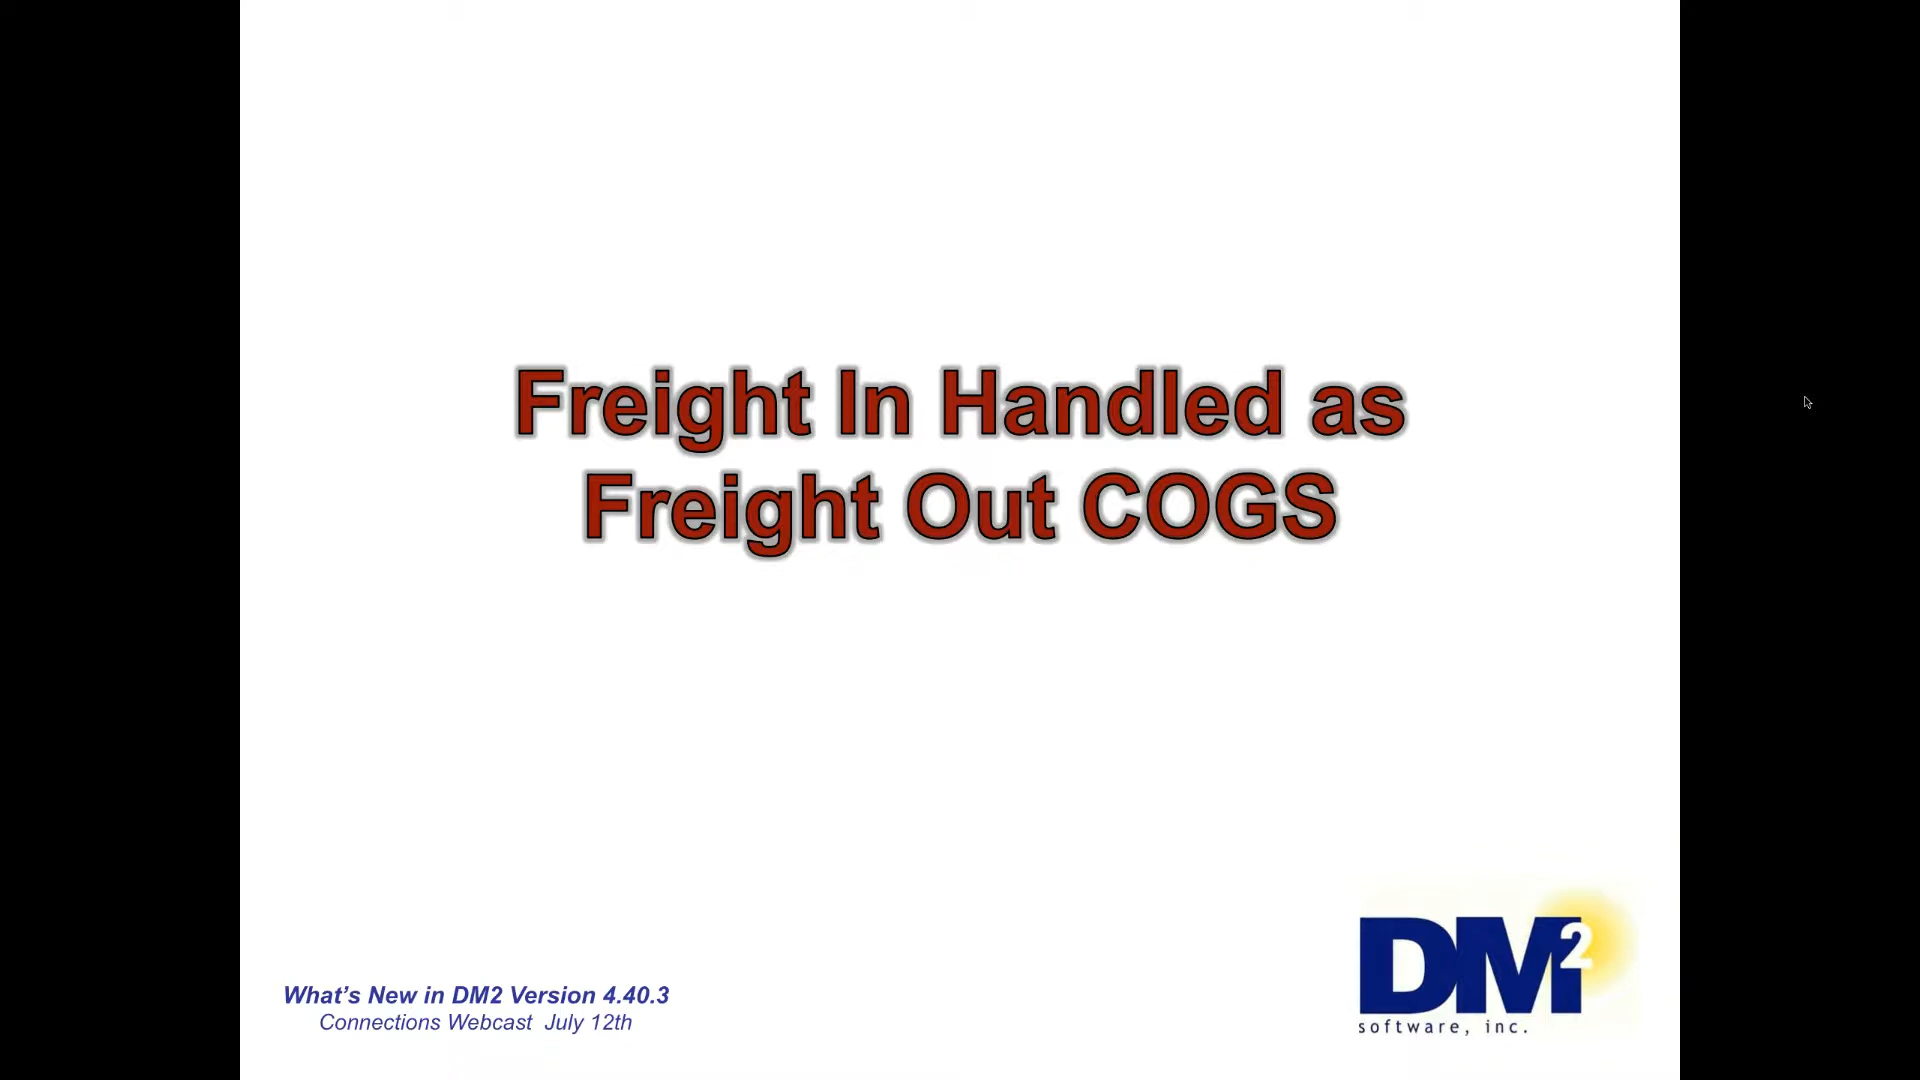 Freight In Handled as
Freight Out COGS
What's New in DM2 Version 4.40.3
Connections Webcast July 12th
DM2
software, inc.